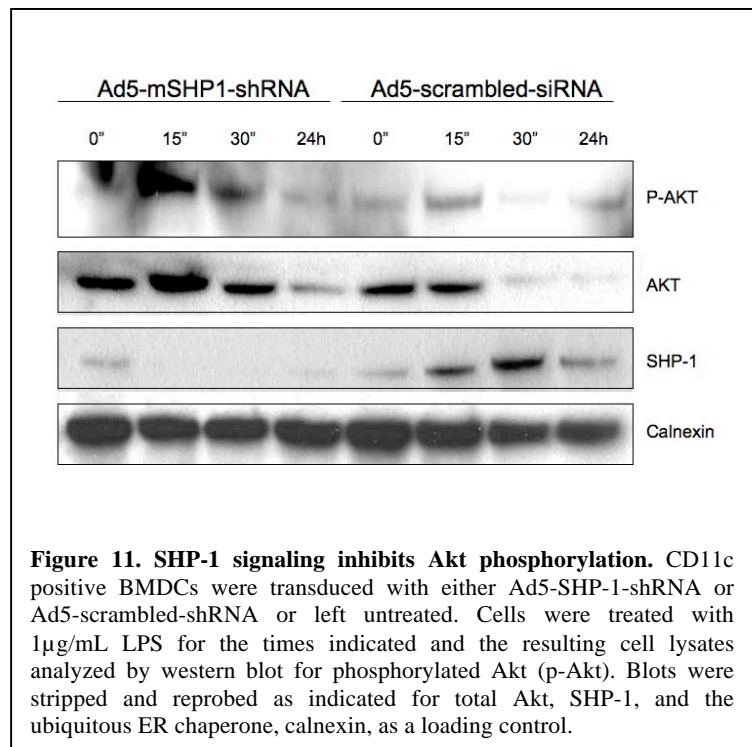 Ad5-mSHP1-shRNA Ad5-scrambled-siRNA
0" 15" 30" 24h 0" 15" 30" 24h
P-AKT
AKT
SHP-1
Calnexin
Figure 11. SHP-1 signaling inhibits Akt phosphorylation. CD11c
positive BMDCs were transduced with either Ad5-SHP-1-shRNA or
Ad5-scrambled-shRNA or left untreated. Cells were treated with
1µg/mL LPS for the times indicated and the resulting cell lysates
analyzed by western blot for phosphorylated Akt (p-Akt). Blots were
stripped and reprobed as indicated for total Akt, SHP-1, and the
ubiquitous ER chaperone, calnexin, as a loading control.